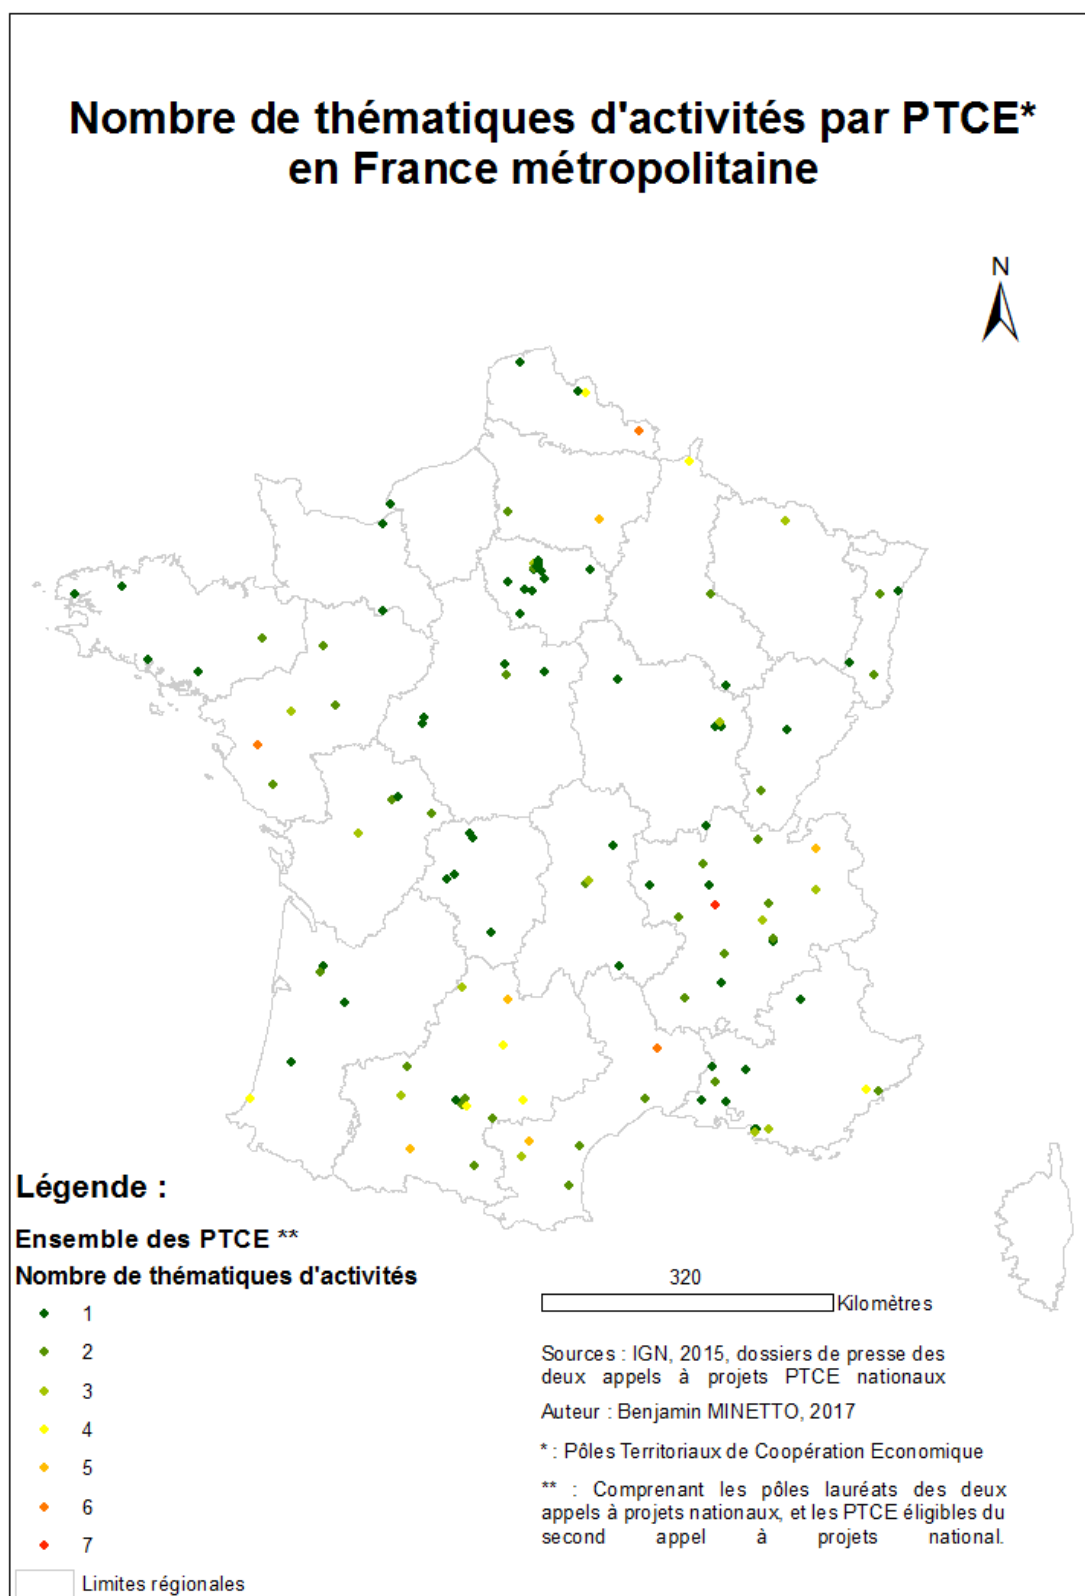 Nombre de thématiques d'activités par PTCE*
en France métropolitaine
N
Légende :
Ensemble des PTCE **
Nombre de thématiques d'activités
1
2
3
4
5
6
7
Limites régionales
320
Kilomètres
Sources : IGN, 2015, dossiers de presse des
deux appels à projets PTCE nationaux
Auteur : Benjamin MINETTO, 2017
* : Pôles Territoriaux de Coopération Economique
** : Comprenant les pôles lauréats des deux
appels à projets nationaux, et les PTCE éligibles du
second appel à projets national.